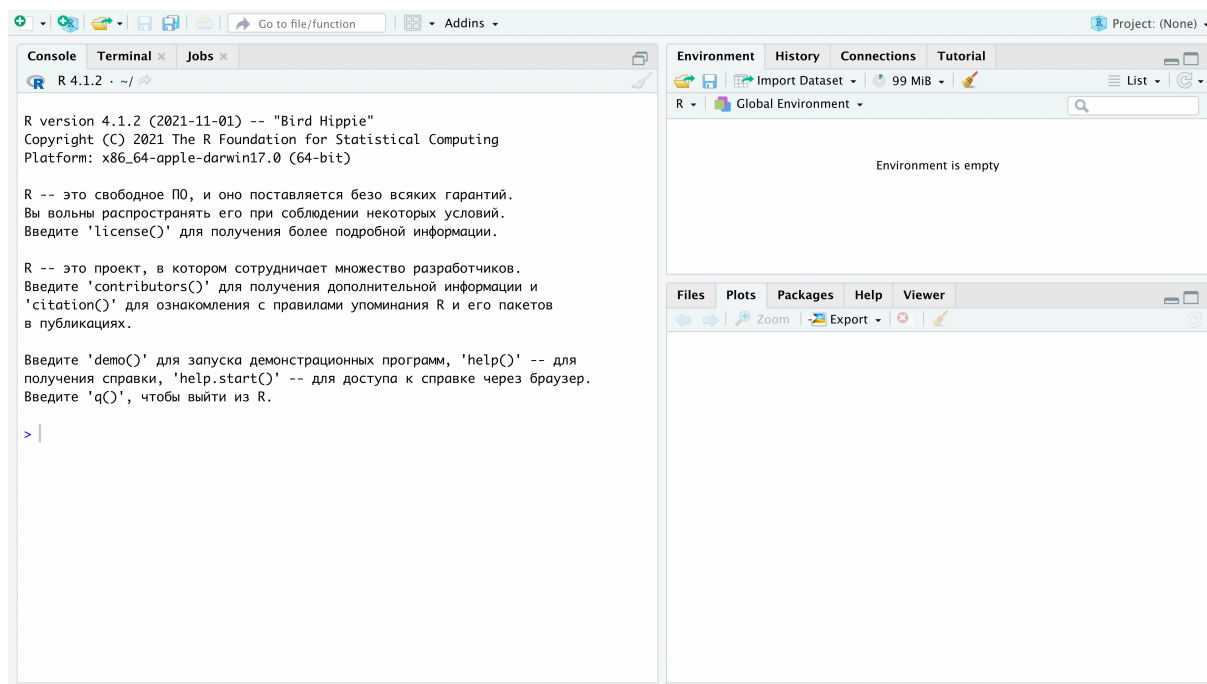 Go to file/function
Addins
Project: (None)
Console
Terminal
Jobs
R 4.1.2 · ~/
R version 4.1.2 (2021-11-01) -- "Bird Hippie"
Copyright (C) 2021 The R Foundation for Statistical Computing
Platform: x86_64-apple-darwin17.0 (64-bit)
R -- это свободное ПО, и оно поставляется безо всяких гарантий.
Вы вольны распространять его при соблюдении некоторых условий.
Введите 'license()' для получения более подробной информации.
R -- это проект, в котором сотрудничает множество разработчиков.
Введите 'contributors()' для получения дополнительной информации и
'citation()' для ознакомления с правилами упоминания R и его пакетов
в публикациях.
Введите 'demo()' для запуска демонстрационных программ, 'help()' -- для
получения справки, 'help.start()' -- для доступа к справке через браузер.
Введите 'q()', чтобы выйти из R.
>
Environment
History
Connections
Tutorial
Import Dataset
99 MiB
List
R
Global Environment
Environment is empty
Files
Plots
Packages
Help
Viewer
Zoom
Export